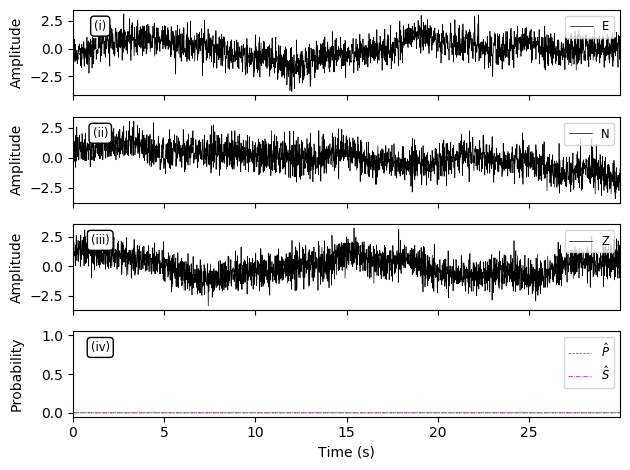 (i)
E
Amplitude
2.5
0.0
−2.5
(ii)
N
Amplitude
2.5
0.0
−2.5
(iii)
Z
Amplitude
2.5
0.0
−2.5
(iv)
P̂
Ŝ
Probability
1.0
0.5
0.0
0 5 10 15 20 25
Time (s)